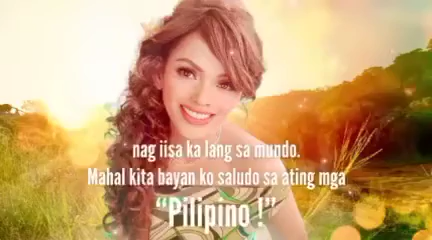 nag iisa ka lang sa mundo.
Mahal kita bayan ko saludo sa ating mga
“Pilipino !”